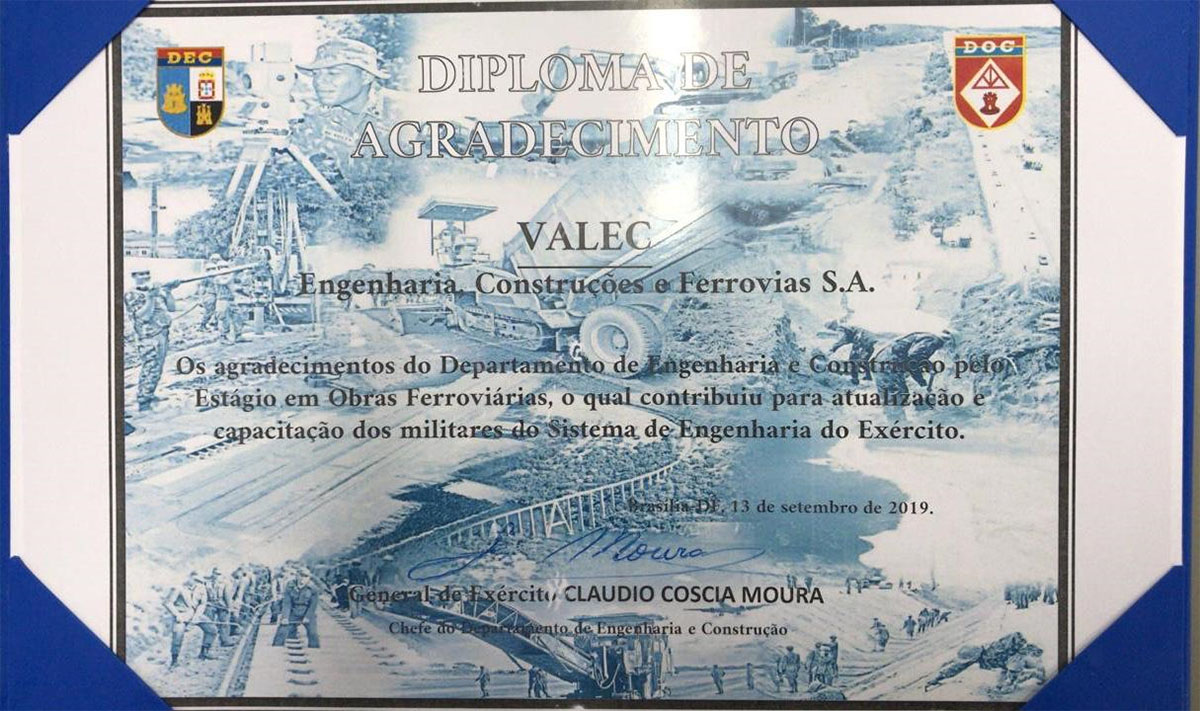 DEC
DOC
DIPLOMA DE
AGRADECIMENTO
VALEC
Engenharia, Construções e Ferrovias S.A.
Os agradecimentos do Departamento de Engenharia e Construção pelo
Estágio em Obras Ferroviárias, o qual contribuiu para atualização e
capacitação dos militares do Sistema de Engenharia do Exército.
Brasília-DF, 13 de setembro de 2019.
Moura
General de Exército CLAUDIO COSCIA MOURA
Chefe do Departamento de Engenharia e Construção